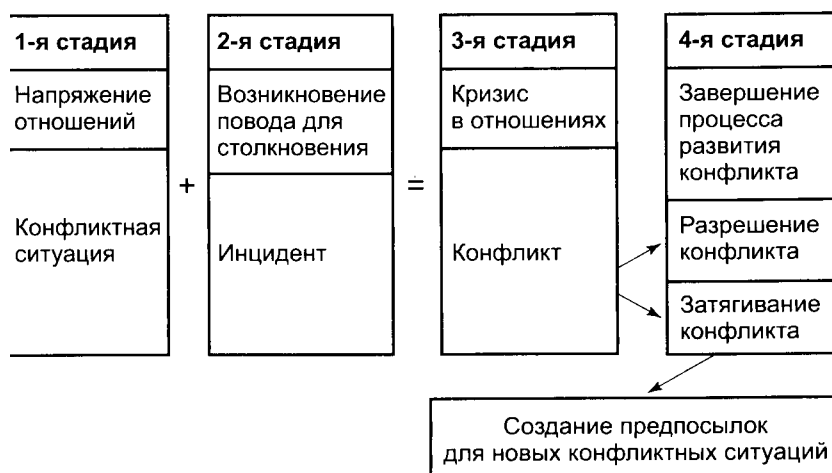 1-я стадия
Напряжение
отношений
Конфликтная
ситуация
+
2-я стадия
Возникновение
повода для
столкновения
Инцидент
=
3-я стадия
Кризис
в отношениях
Конфликт
4-я стадия
Завершение
процесса
развития
конфликта
Разрешение
конфликта
Затягивание
конфликта
Создание предпосылок
для новых конфликтных ситуаций